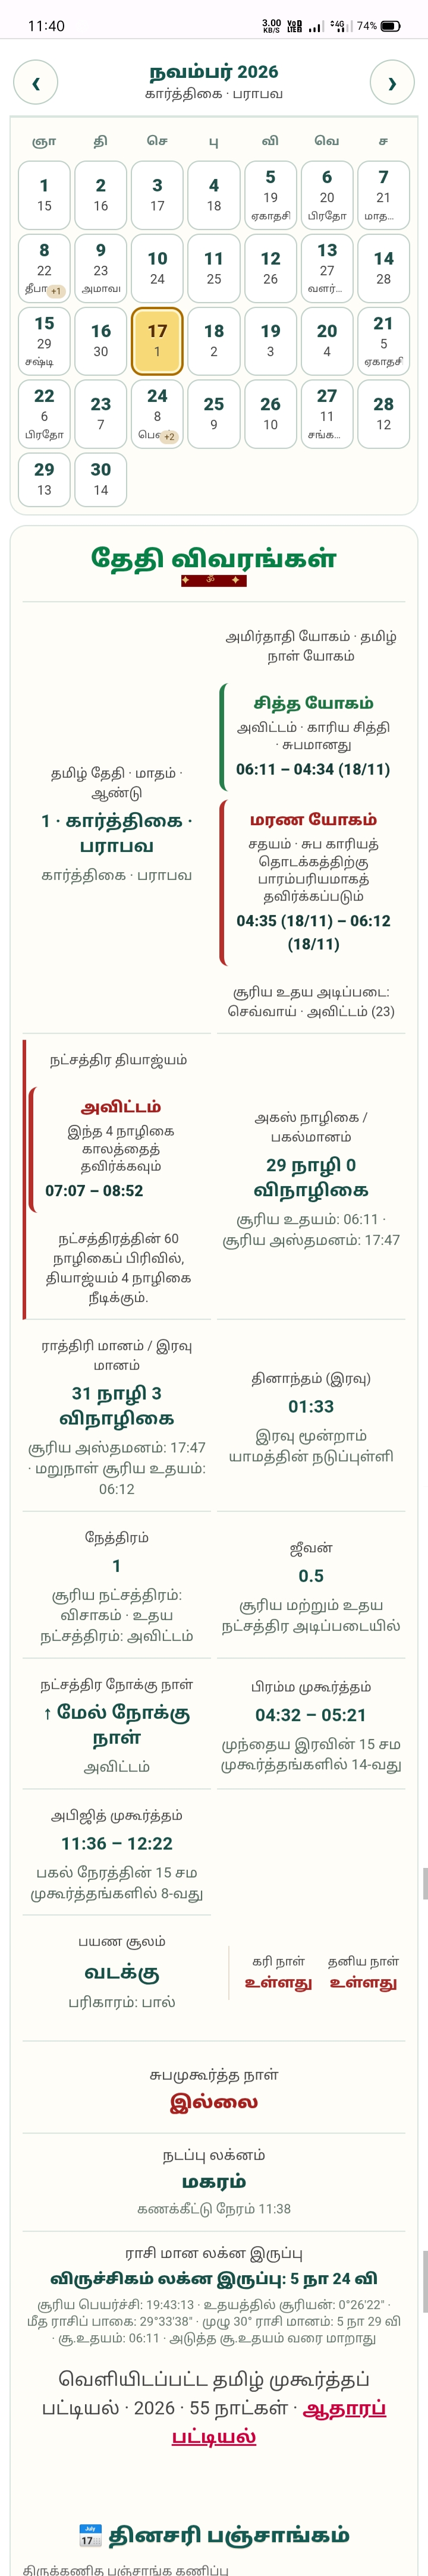 11:40
3.00 KB/S
4G
74%
❮
நவம்பர் 2026
கார்த்திகை · பராபவ
❯
ஞா தி செ பு வி வெ ச
1 2 3 4 5 6 7
15 16 17 18 19 20 21
ஏகாதசி பிரதோ மாத...
8 9 10 11 12 13 14
22 23 24 25 26 27 28
தீபா +1 அமாவா வளர்...
15 16 17 18 19 20 21
29 30 1 2 3 4 5
சஷ்டி ஏகாதசி
22 23 24 25 26 27 28
6 7 8 9 10 11 12
பிரதோ பௌ +2 சங்க...
29 30
13 14
தேதி விவரங்கள்
ௐ
தமிழ் தேதி · மாதம் ·
ஆண்டு
1 · கார்த்திகை ·
பராபவ
கார்த்திகை · பராபவ
அமிர்தாதி யோகம் · தமிழ்
நாள் யோகம்
சித்த யோகம்
அவிட்டம் · காரிய சித்தி
· சுபமானது
06:11 – 04:34 (18/11)
மரண யோகம்
சதயம் · சுப காரியத்
தொடக்கத்திற்கு
பாரம்பரியமாகத்
தவிர்க்கப்படும்
04:35 (18/11) – 06:12
(18/11)
சூரிய உதய அடிப்படை:
செவ்வாய் · அவிட்டம் (23)
நட்சத்திர தியாஜ்யம்
அவிட்டம்
இந்த 4 நாழிகை
காலத்தைத்
தவிர்க்கவும்
07:07 – 08:52
நட்சத்திரத்தின் 60
நாழிகைப் பிரிவில்,
தியாஜ்யம் 4 நாழிகை
நீடிக்கும்.
அகஸ் நாழிகை /
பகல்மானம்
29 நாழி 0
விநாழிகை
சூரிய உதயம்: 06:11 ·
சூரிய அஸ்தமனம்: 17:47
ராத்திரி மானம் / இரவு
மானம்
31 நாழி 3
விநாழிகை
சூரிய அஸ்தமனம்: 17:47
· மறுநாள் சூரிய உதயம்:
06:12
தினாந்தம் (இரவு)
01:33
இரவு மூன்றாம்
யாமத்தின் நடுப்புள்ளி
நேத்திரம்
1
சூரிய நட்சத்திரம்:
விசாகம் · உதய
நட்சத்திரம்: அவிட்டம்
ஜீவன்
0.5
சூரிய மற்றும் உதய
நட்சத்திர அடிப்படையில்
நட்சத்திர நோக்கு நாள்
↑ மேல் நோக்கு
நாள்
அவிட்டம்
பிரம்ம முகூர்த்தம்
04:32 – 05:21
முந்தைய இரவின் 15 சம
முகூர்த்தங்களில் 14-வது
அபிஜித் முகூர்த்தம்
11:36 – 12:22
பகல் நேரத்தின் 15 சம
முகூர்த்தங்களில் 8-வது
பயண சூலம்
வடக்கு
பரிகாரம்: பால்
கரி நாள்
உள்ளது
தனிய நாள்
உள்ளது
சுபமுகூர்த்த நாள்
இல்லை
நடப்பு லக்னம்
மகரம்
கணக்கீட்டு நேரம் 11:38
ராசி மான லக்ன இருப்பு
விருச்சிகம் லக்ன இருப்பு: 5 நா 24 வி
சூரிய பெயர்ச்சி: 19:43:13 · உதயத்தில் சூரியன்: 0°26'22" ·
மீத ராசிப் பாகை: 29°33'38" · முழு 30° ராசி மானம்: 5 நா 29 வி
· சூ.உதயம்: 06:11 · அடுத்த சூ.உதயம் வரை மாறாது
வெளியிடப்பட்ட தமிழ் முகூர்த்தப்
பட்டியல் · 2026 · 55 நாட்கள் · ஆதாரப்
பட்டியல்
July 17 தினசரி பஞ்சாங்கம்
திருக்கணித பஞ்சாங்க கணிப்பு